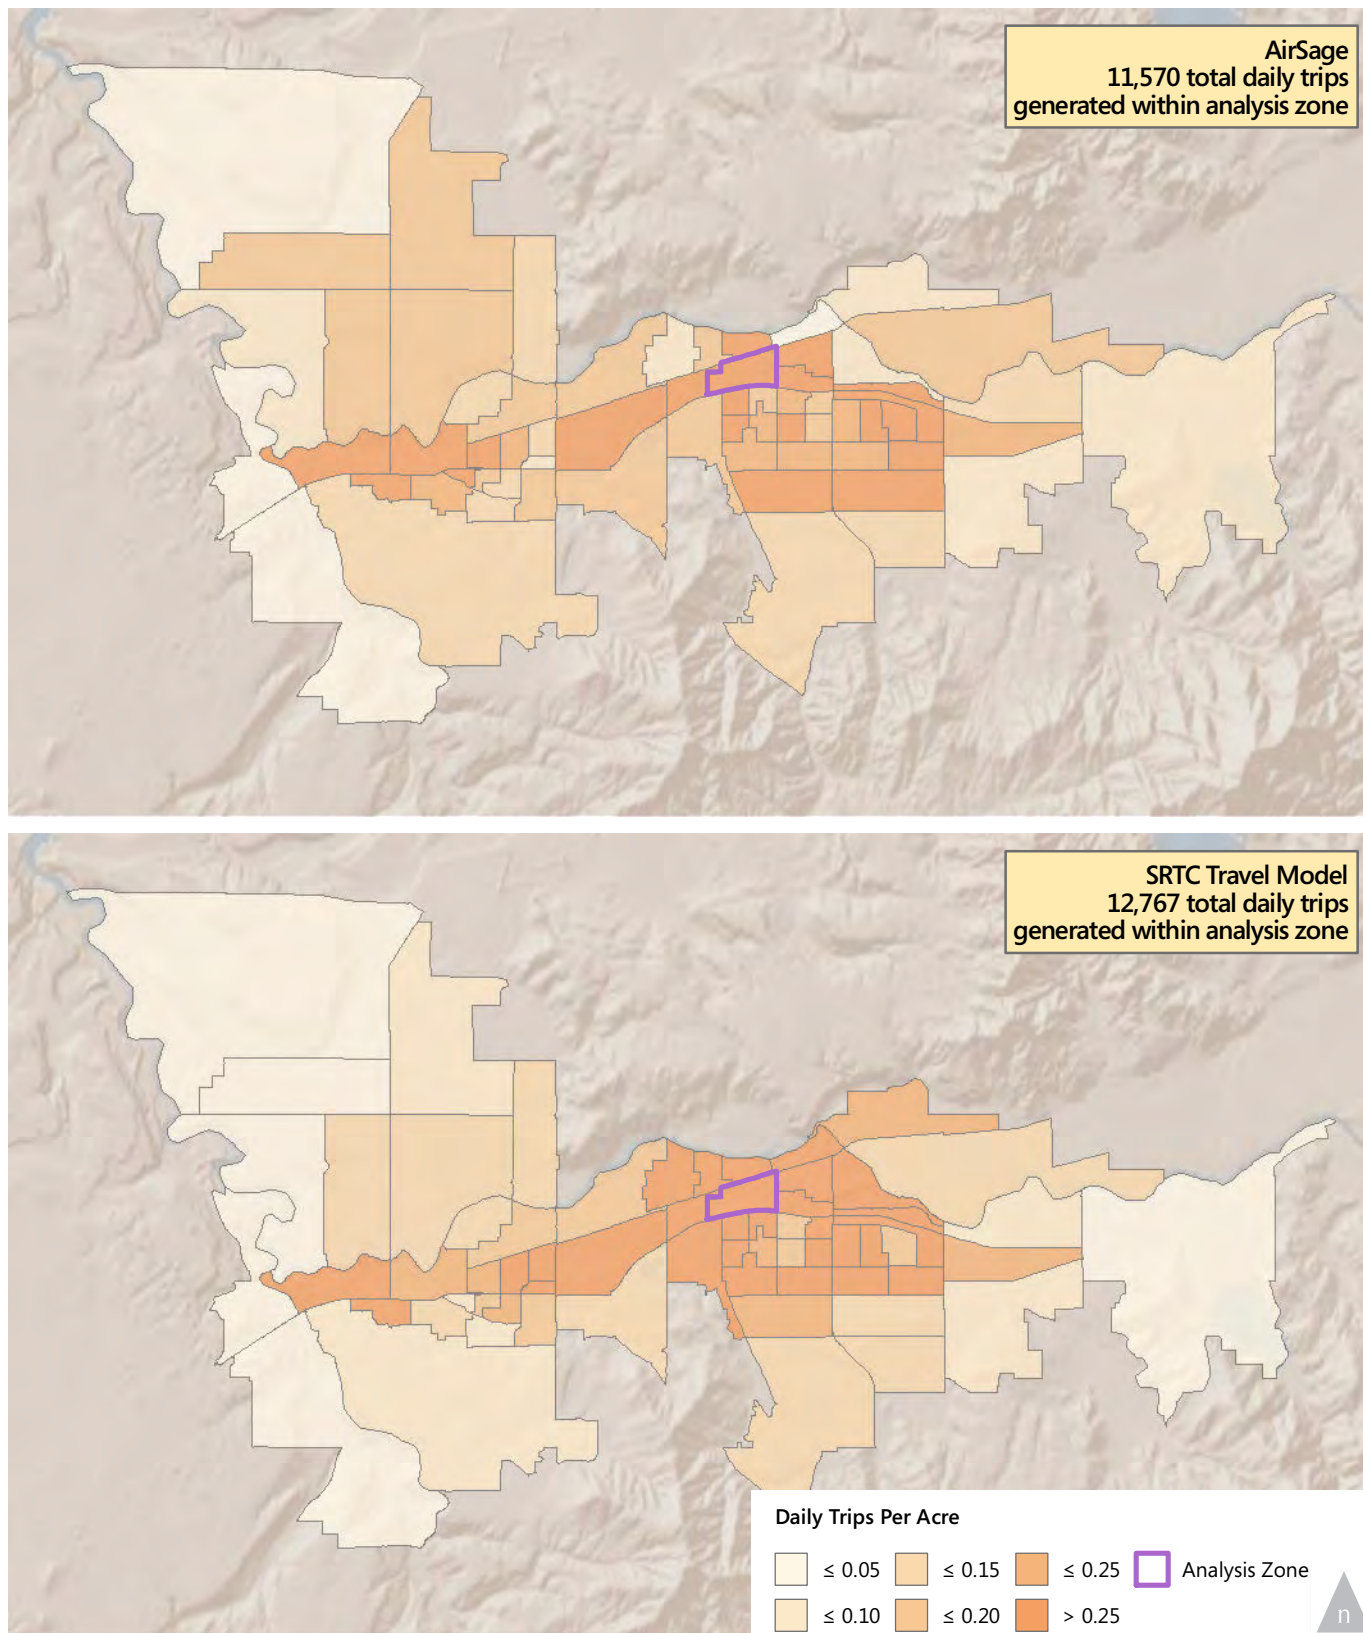 AirSage
11,570 total daily trips
generated within analysis zone
SRTC Travel Model
12,767 total daily trips
generated within analysis zone
Daily Trips Per Acre
≤ 0.05
≤ 0.15
≤ 0.25
Analysis Zone
≤ 0.10
≤ 0.20
> 0.25
n